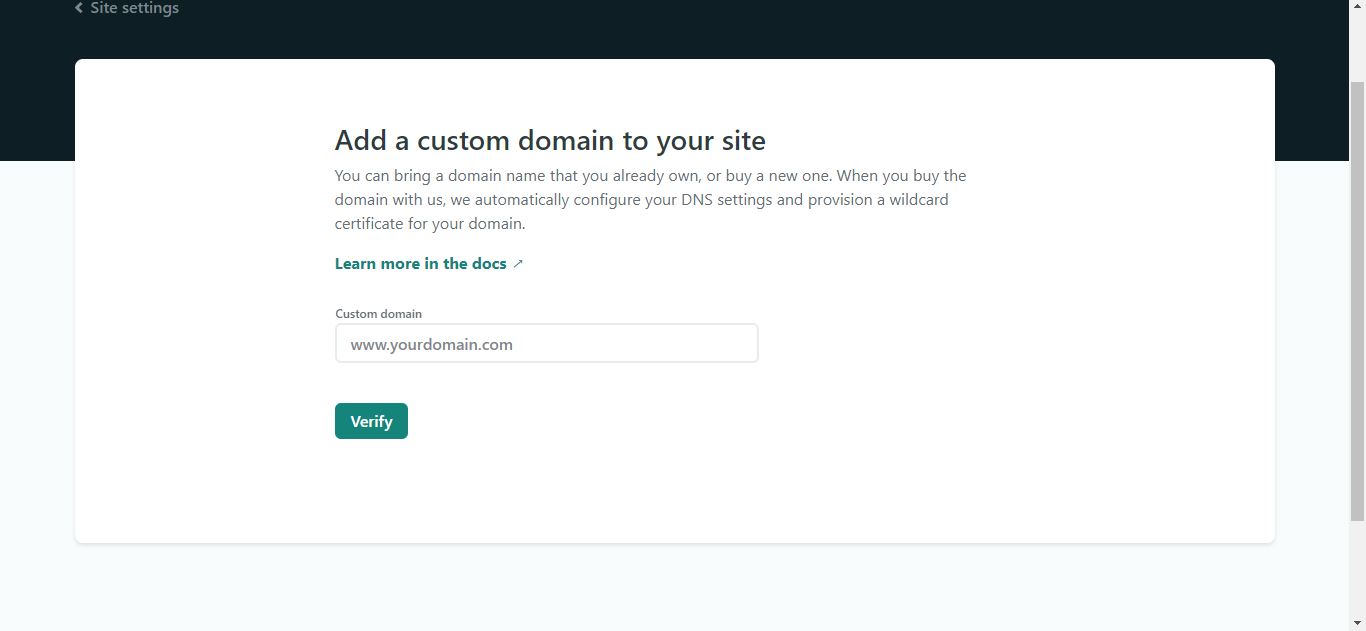 Site settings
Add a custom domain to your site
You can bring a domain name that you already own, or buy a new one. When you buy the
domain with us, we automatically configure your DNS settings and provision a wildcard
certificate for your domain.
Learn more in the docs ↗
Custom domain
www.yourdomain.com
Verify